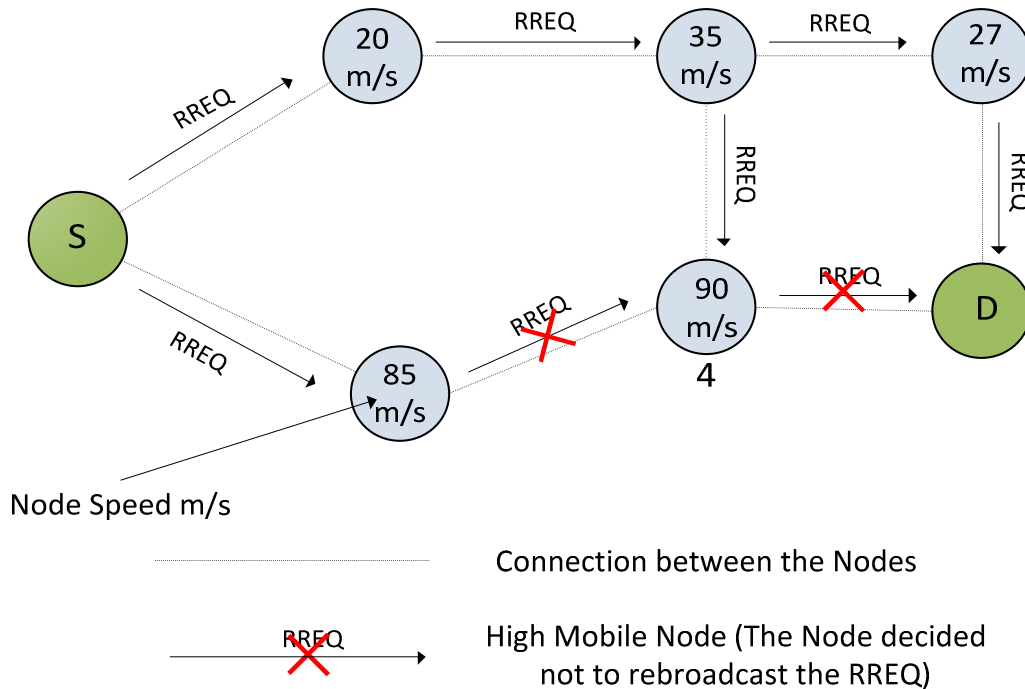 RREQ
RREQ
20
m/s
35
m/s
27
m/s
RREQ
RREQ
RREQ
S
RREQ
RREQ
RREQ
90
m/s
D
4
85
m/s
Node Speed m/s
Connection between the Nodes
RREQ
High Mobile Node (The Node decided
not to rebroadcast the RREQ)